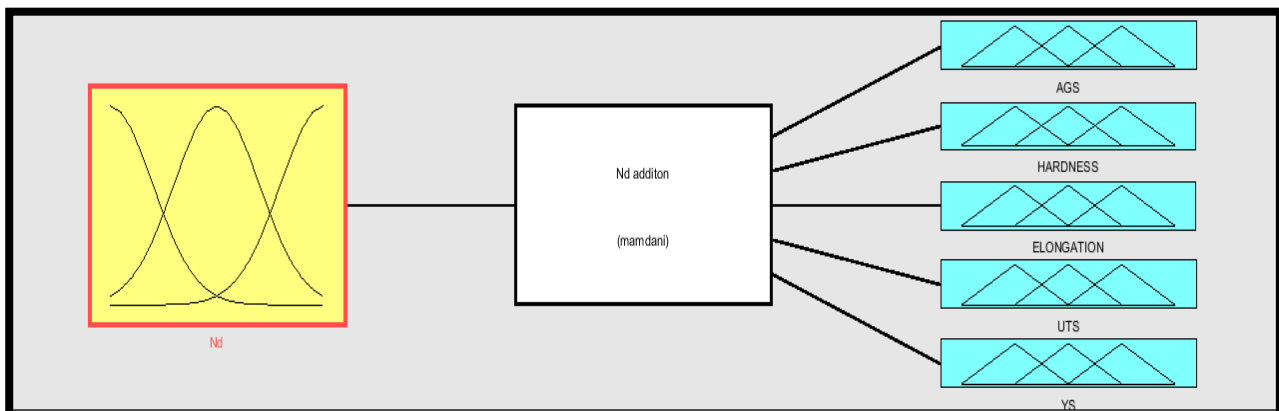 Nd
Nd additon
(mamdani)
AGS
HARDNESS
ELONGATION
UTS
YS